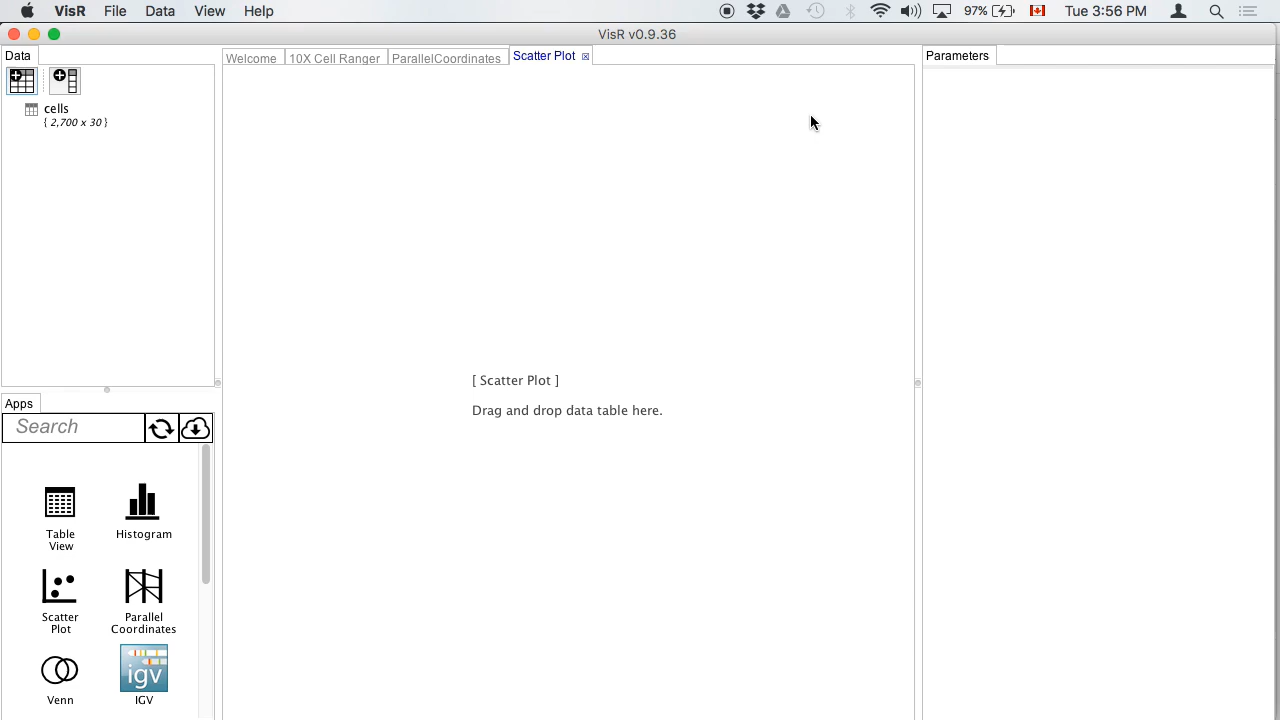 VisR File Data View Help 97% Tue 3:56 PM
VisR v0.9.36
Data
cells
{ 2,700 x 30 }
Apps
Search
Table View
Histogram
Scatter Plot
Parallel Coordinates
Venn
igv
IGV
Welcome 10X Cell Ranger ParallelCoordinates Scatter Plot
[ Scatter Plot ]
Drag and drop data table here.
Parameters